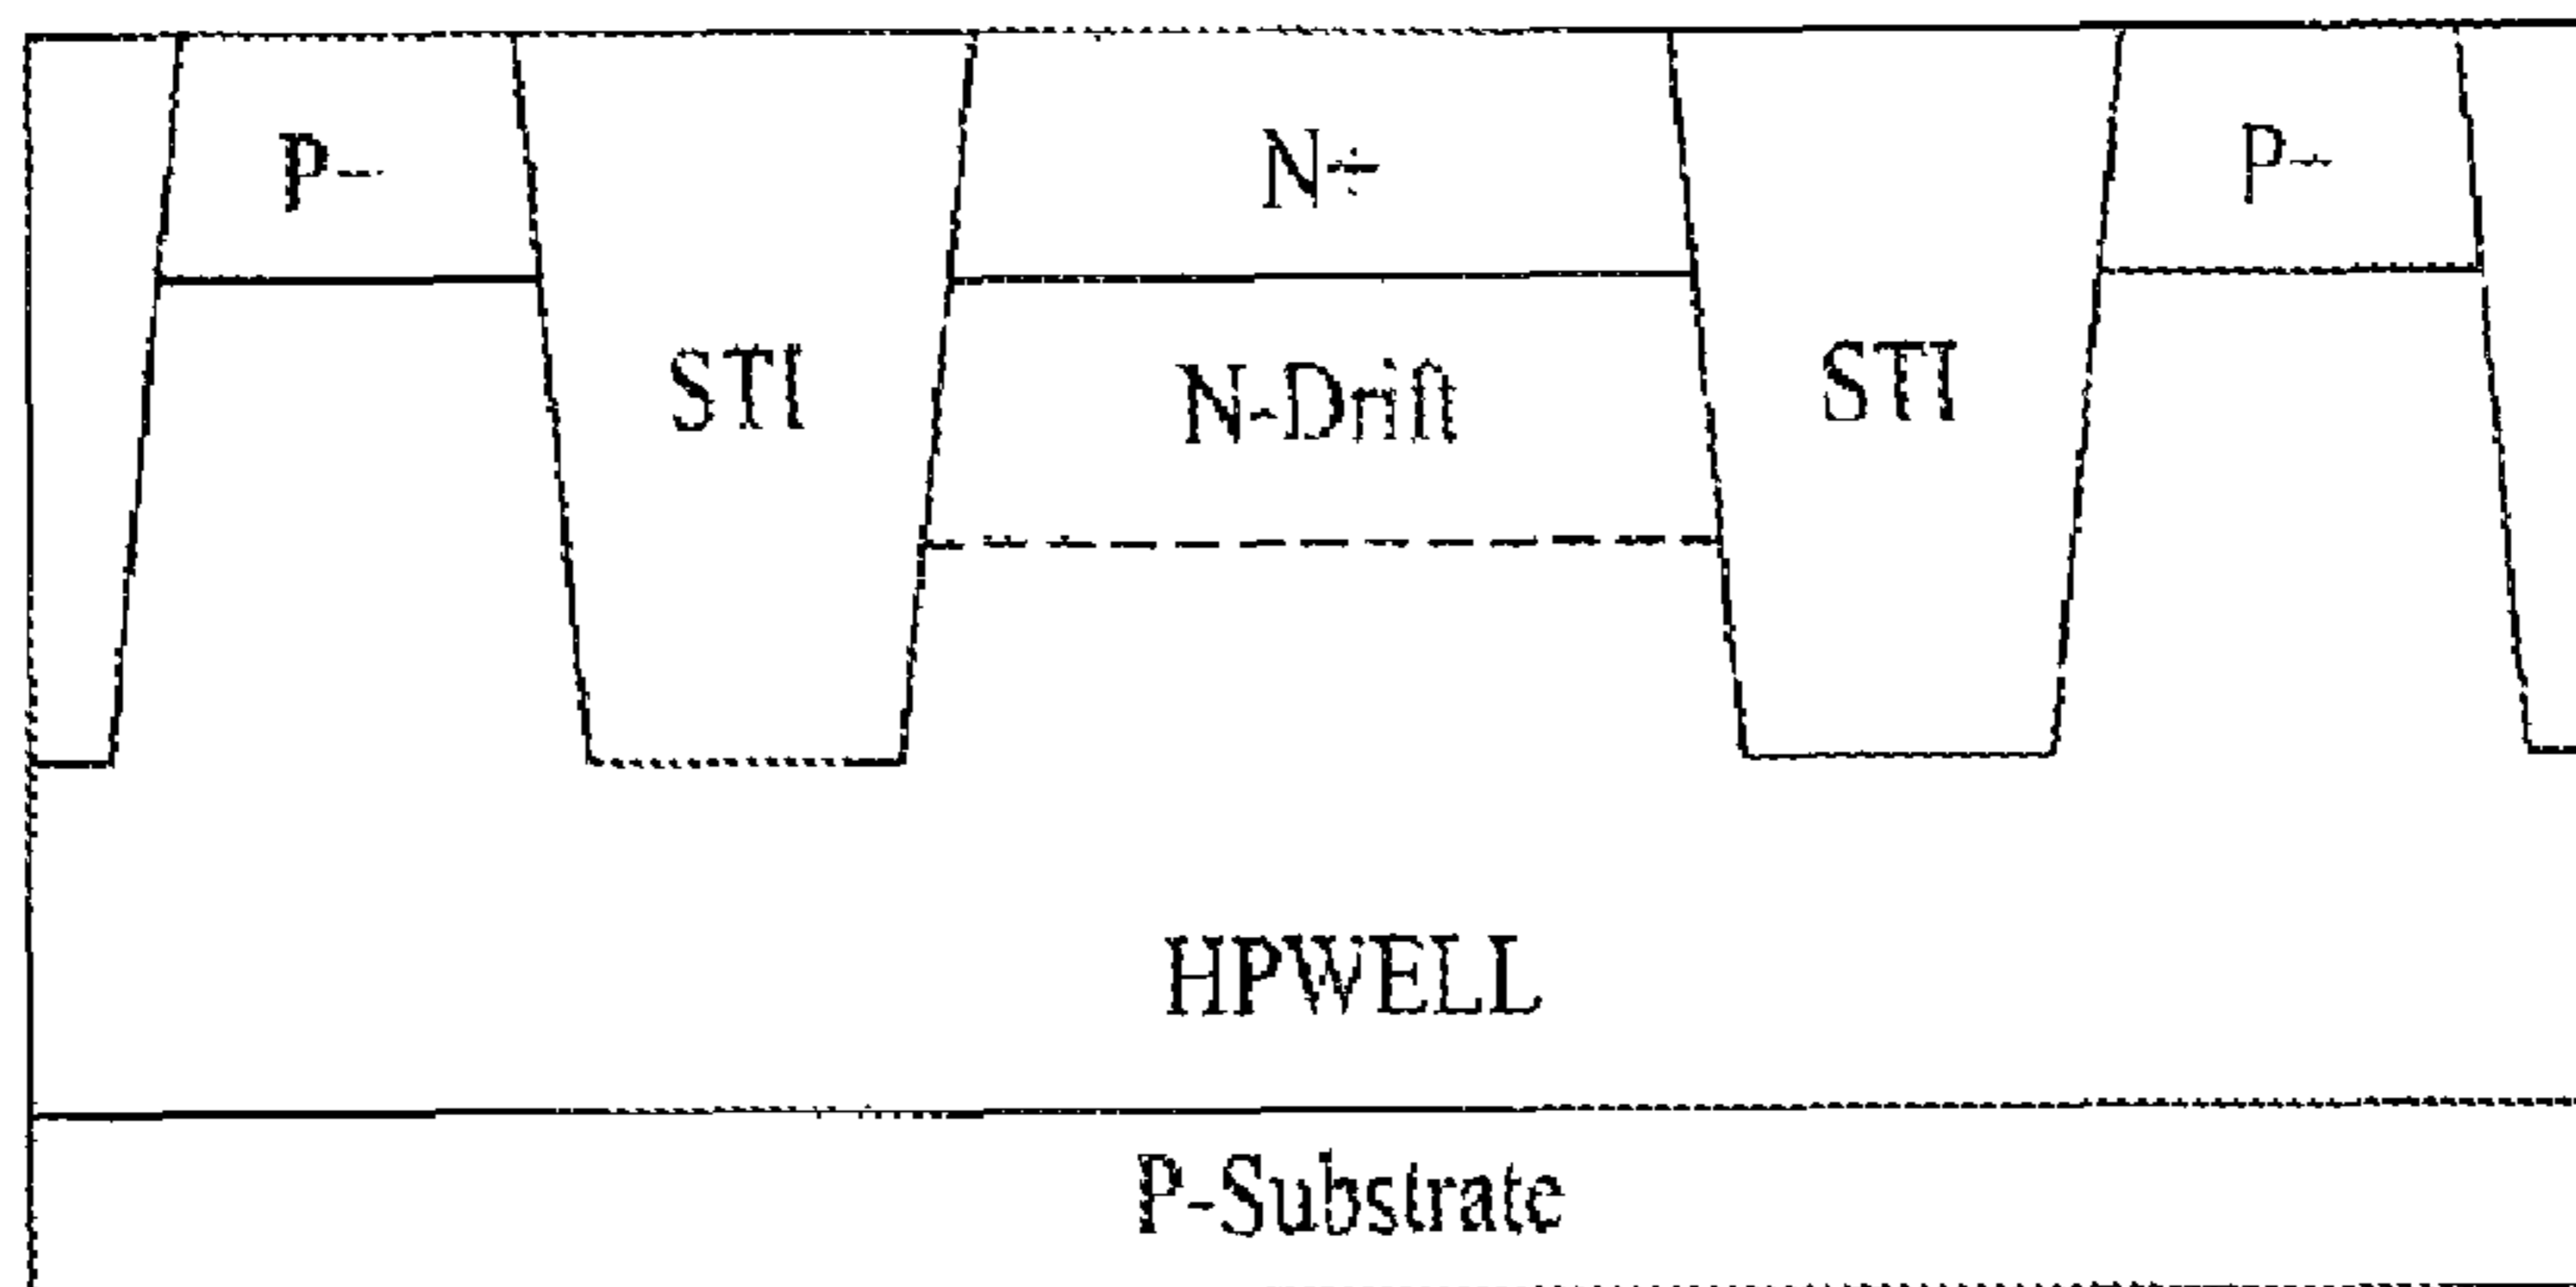 P- N+ P+
STI N-Drift STI
HPWELL
P-Substrate